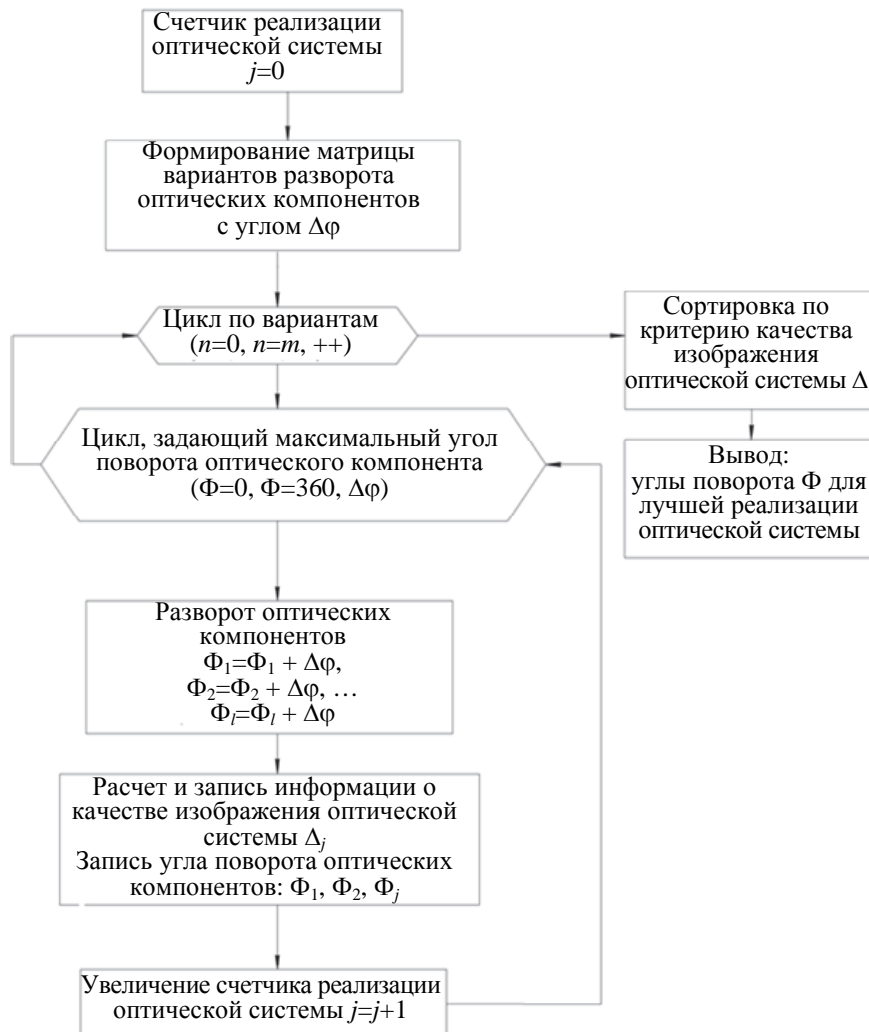 Счетчик реализации
оптической системы
j=0
Формирование матрицы
вариантов разворота
оптических компонентов
с углом Δφ
Цикл по вариантам
(n=0, n=m, ++)
Сортировка по
критерию качества
изображения
оптической системы Δ
Вывод:
углы поворота Φ для
лучшей реализации
оптической системы
Цикл, задающий максимальный угол
поворота оптического компонента
(Φ=0, Φ=360, Δφ)
Разворот оптических
компонентов
Φ₁=Φ₁ + Δφ,
Φ₂=Φ₂ + Δφ, …
Φₗ=Φₗ + Δφ
Расчет и запись информации о
качестве изображения оптической
системы Δⱼ
Запись угла поворота оптических
компонентов: Φ₁, Φ₂, Φⱼ
Увеличение счетчика реализации
оптической системы j=j+1